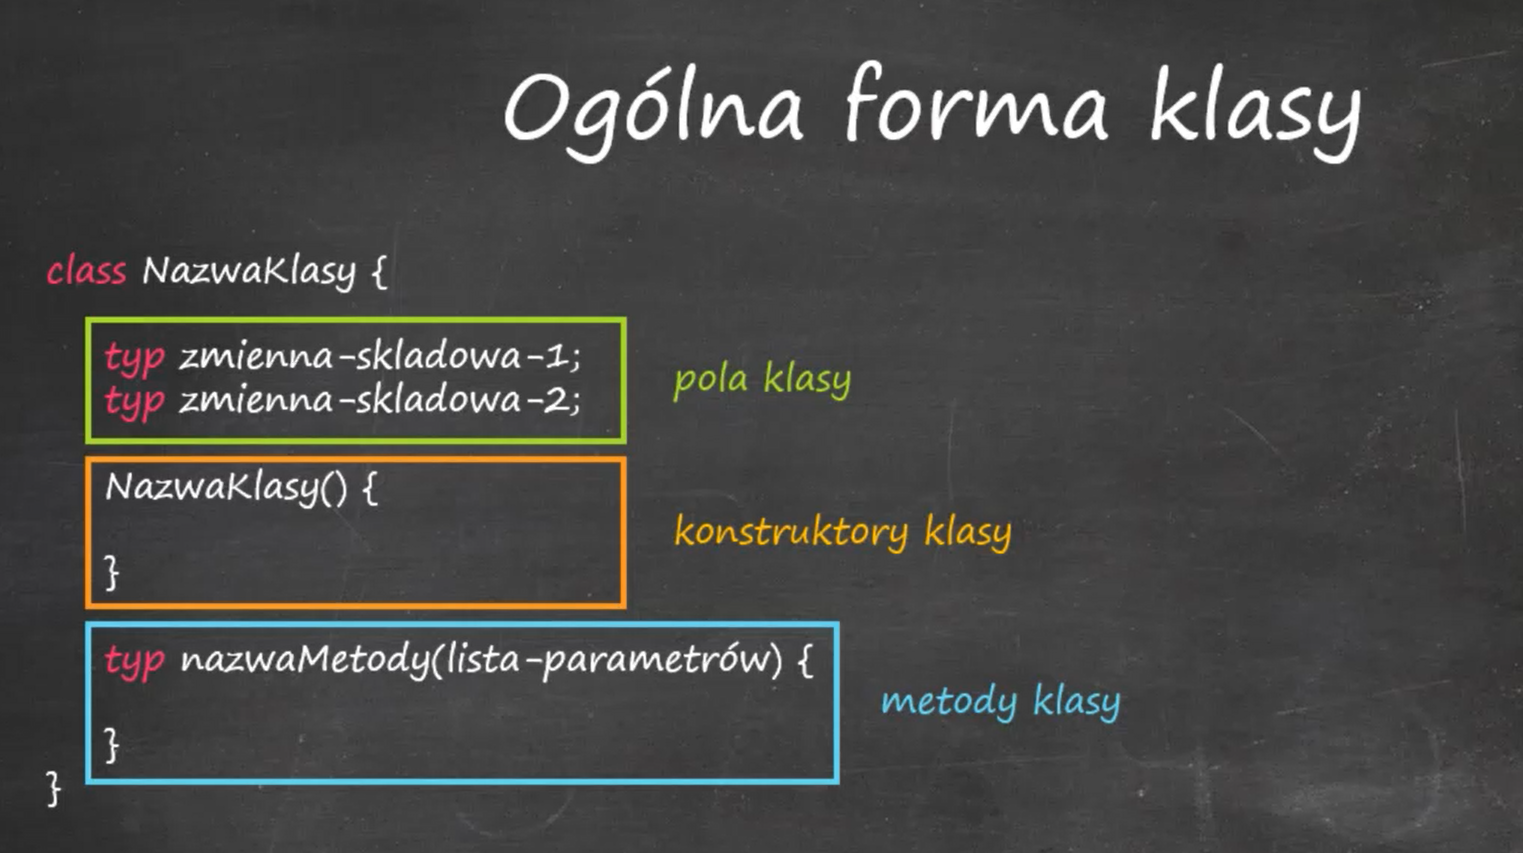 Ogólna forma klasy
class NazwaKlasy {
typ zmienna-skladowa-1;
typ zmienna-skladowa-2;
pola klasy
NazwaKlasy() {
}
konstruktory klasy
typ nazwaMetody(lista-parametrów) {
}
metody klasy
}